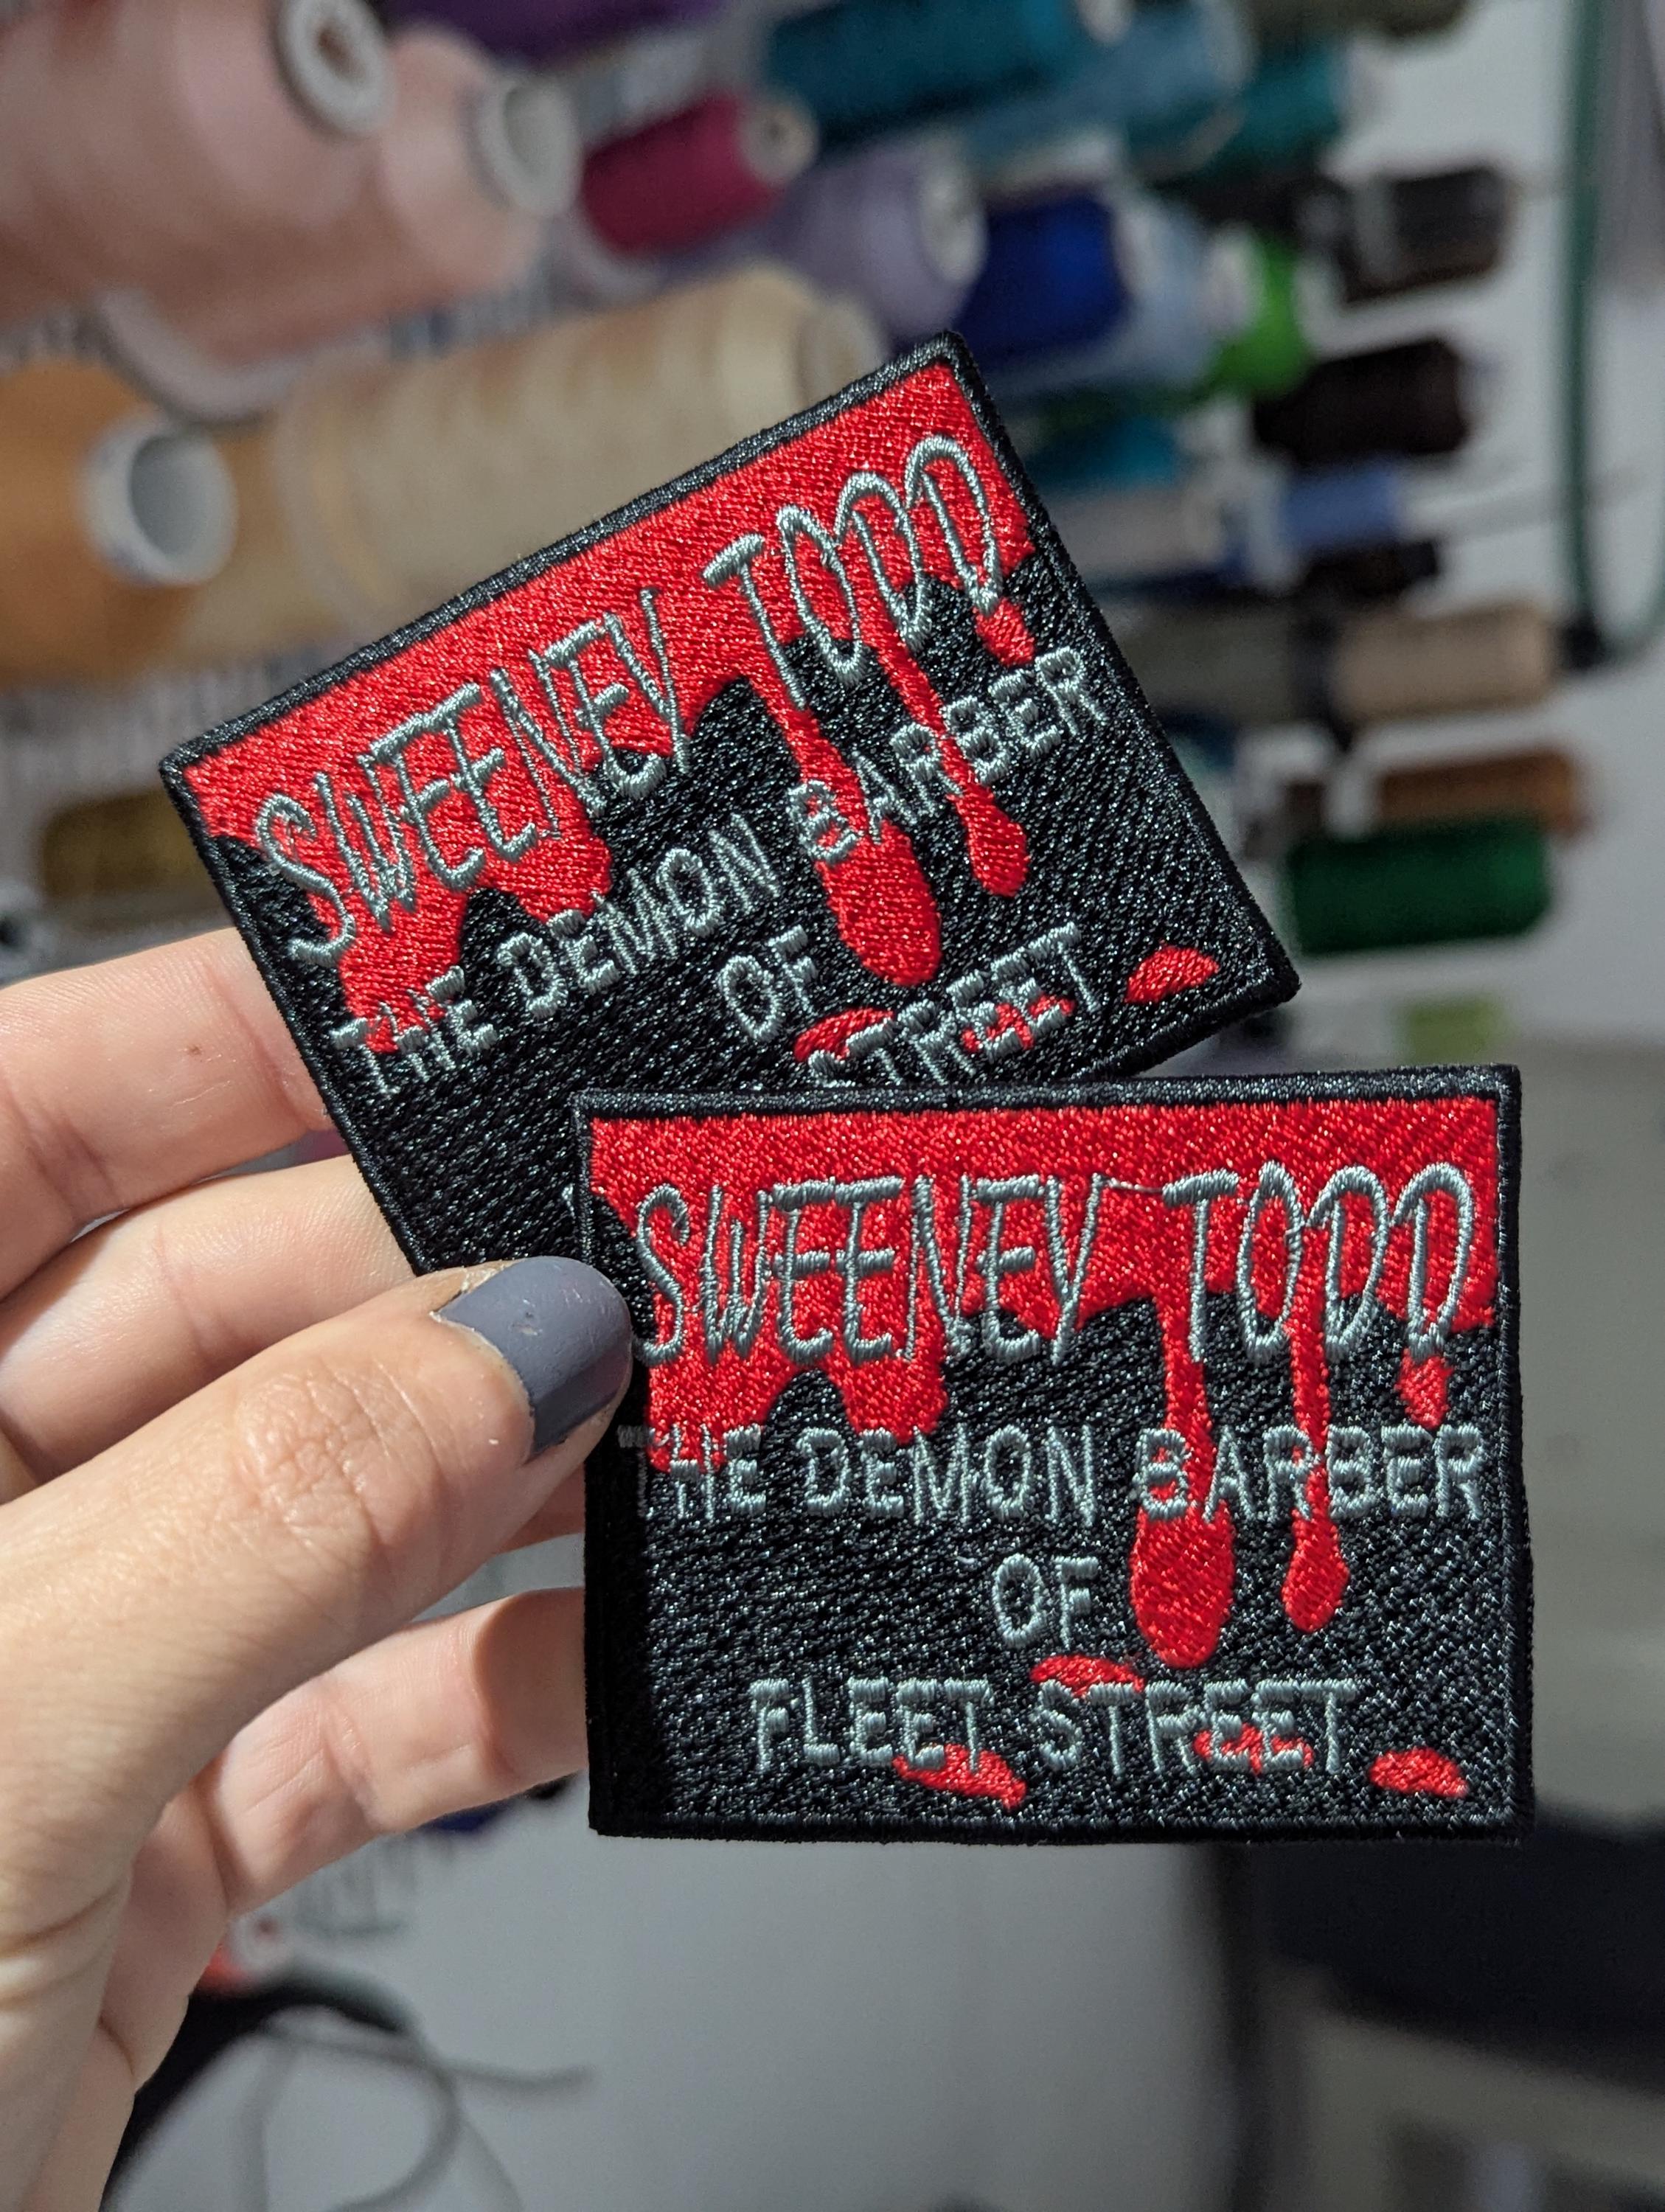 SWEENEY TODD
THE DEMON BARBER
OF
STREET
SWEENEY TODD
THE DEMON BARBER
OF
FLEET STREET